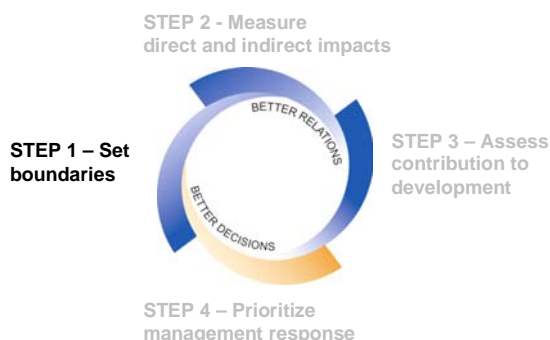 STEP 2 - Measure
direct and indirect impacts
BETTER RELATIONS
STEP 1 – Set
boundaries
STEP 3 – Assess
contribution to
development
BETTER DECISIONS
STEP 4 – Prioritize
management response